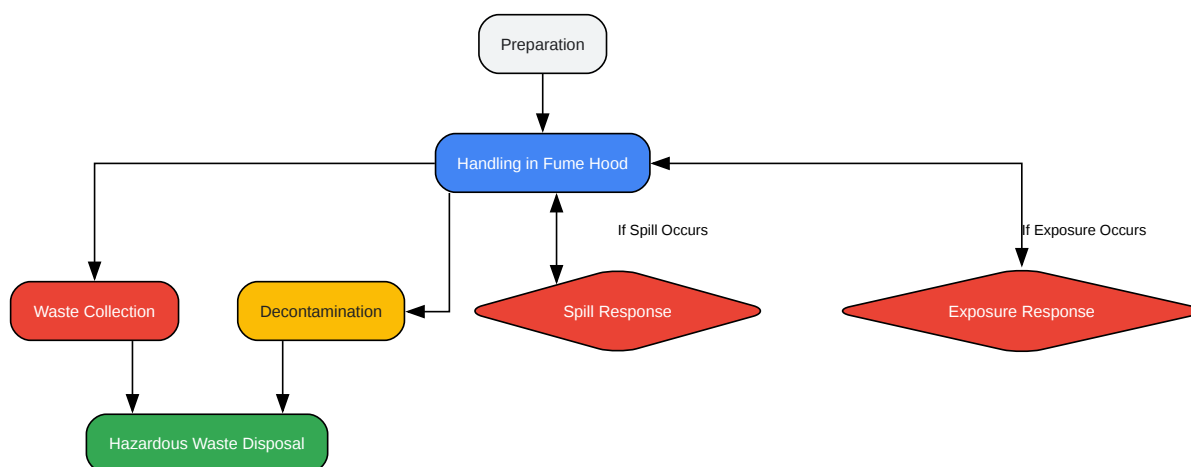 Preparation
Handling in Fume Hood
If Spill Occurs
If Exposure Occurs
Waste Collection
Decontamination
Spill Response
Exposure Response
Hazardous Waste Disposal